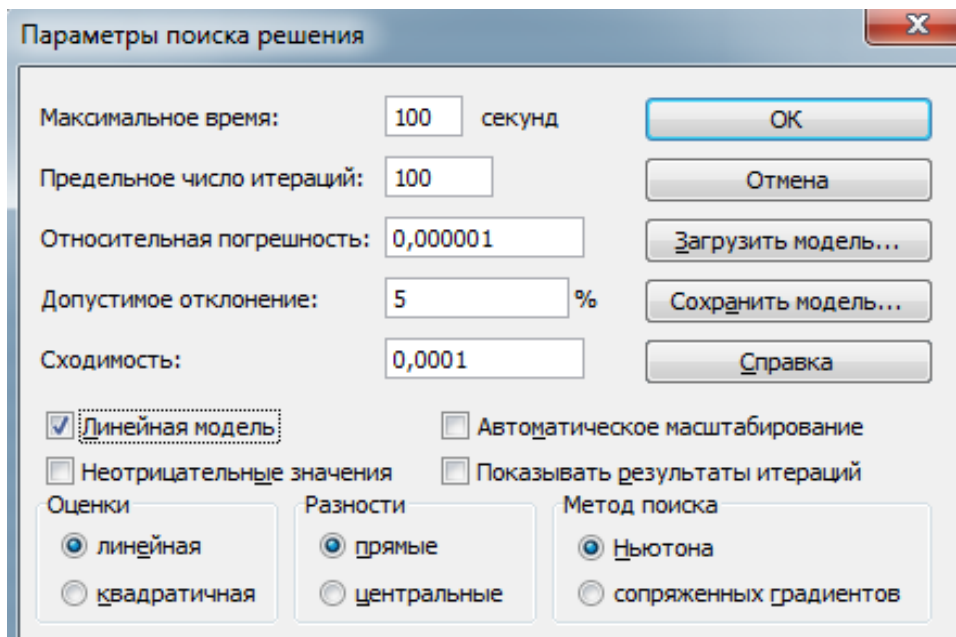 Параметры поиска решения
Максимальное время: 100 секунд
ОК
Предельное число итераций: 100
Отмена
Относительная погрешность: 0,000001
Загрузить модель...
Допустимое отклонение: 5 %
Сохранить модель...
Сходимость: 0,0001
Справка
Линейная модель
Автоматическое масштабирование
Неотрицательные значения
Показывать результаты итераций
Оценки
Разности
Метод поиска
линейная
прямые
Ньютона
квадратичная
центральные
сопряженных градиентов